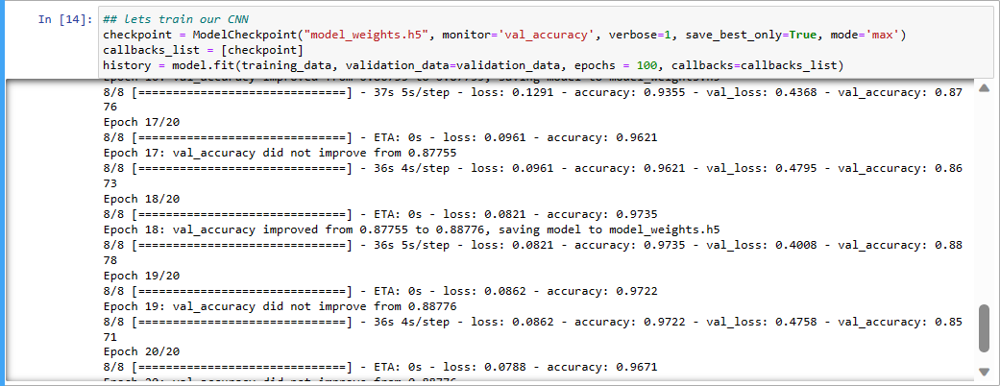 In [14]:
## lets train our CNN
checkpoint = ModelCheckpoint("model_weights.h5", monitor='val_accuracy', verbose=1, save_best_only=True, mode='max')
callbacks_list = [checkpoint]
history = model.fit(training_data, validation_data=validation_data, epochs = 100, callbacks=callbacks_list)
8/8 [==============================] - 37s 5s/step - loss: 0.1291 - accuracy: 0.9355 - val_loss: 0.4368 - val_accuracy: 0.87
76
Epoch 17/20
8/8 [==============================] - ETA: 0s - loss: 0.0961 - accuracy: 0.9621
Epoch 17: val_accuracy did not improve from 0.87755
8/8 [==============================] - 36s 4s/step - loss: 0.0961 - accuracy: 0.9621 - val_loss: 0.4795 - val_accuracy: 0.86
73
Epoch 18/20
8/8 [==============================] - ETA: 0s - loss: 0.0821 - accuracy: 0.9735
Epoch 18: val_accuracy improved from 0.87755 to 0.88776, saving model to model_weights.h5
8/8 [==============================] - 36s 5s/step - loss: 0.0821 - accuracy: 0.9735 - val_loss: 0.4008 - val_accuracy: 0.88
78
Epoch 19/20
8/8 [==============================] - ETA: 0s - loss: 0.0862 - accuracy: 0.9722
Epoch 19: val_accuracy did not improve from 0.88776
8/8 [==============================] - 36s 4s/step - loss: 0.0862 - accuracy: 0.9722 - val_loss: 0.4758 - val_accuracy: 0.85
71
Epoch 20/20
8/8 [==============================] - ETA: 0s - loss: 0.0788 - accuracy: 0.9671
Epoch 20: val_accuracy did not improve from 0.88776